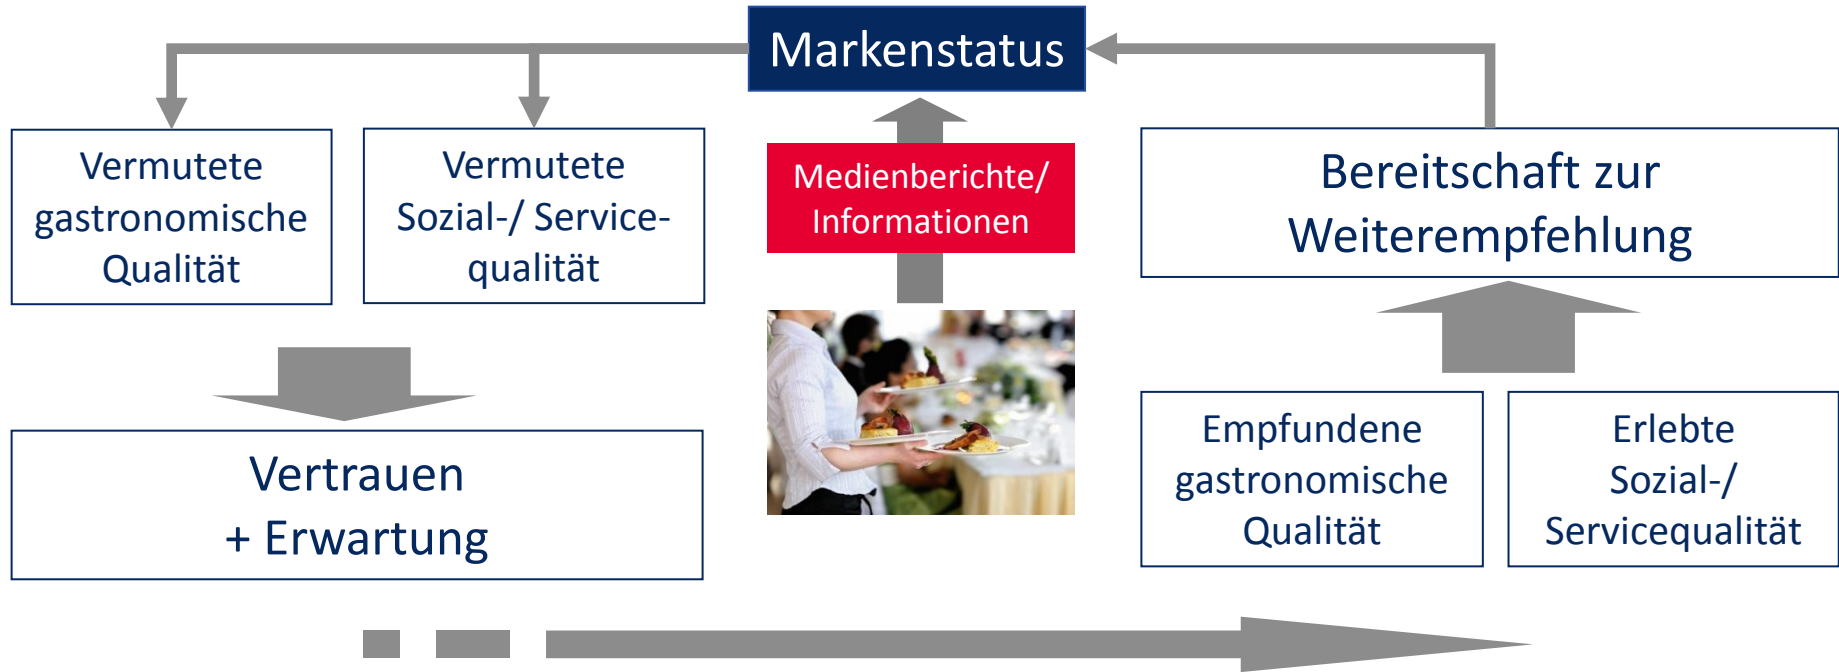 Markenstatus
Vermutete
gastronomische
Qualität
Vermutete
Sozial-/ Service-
qualität
Medienberichte/
Informationen
Bereitschaft zur
Weiterempfehlung
Vertrauen
+ Erwartung
Empfundene
gastronomische
Qualität
Erlebte
Sozial-/
Servicequalität